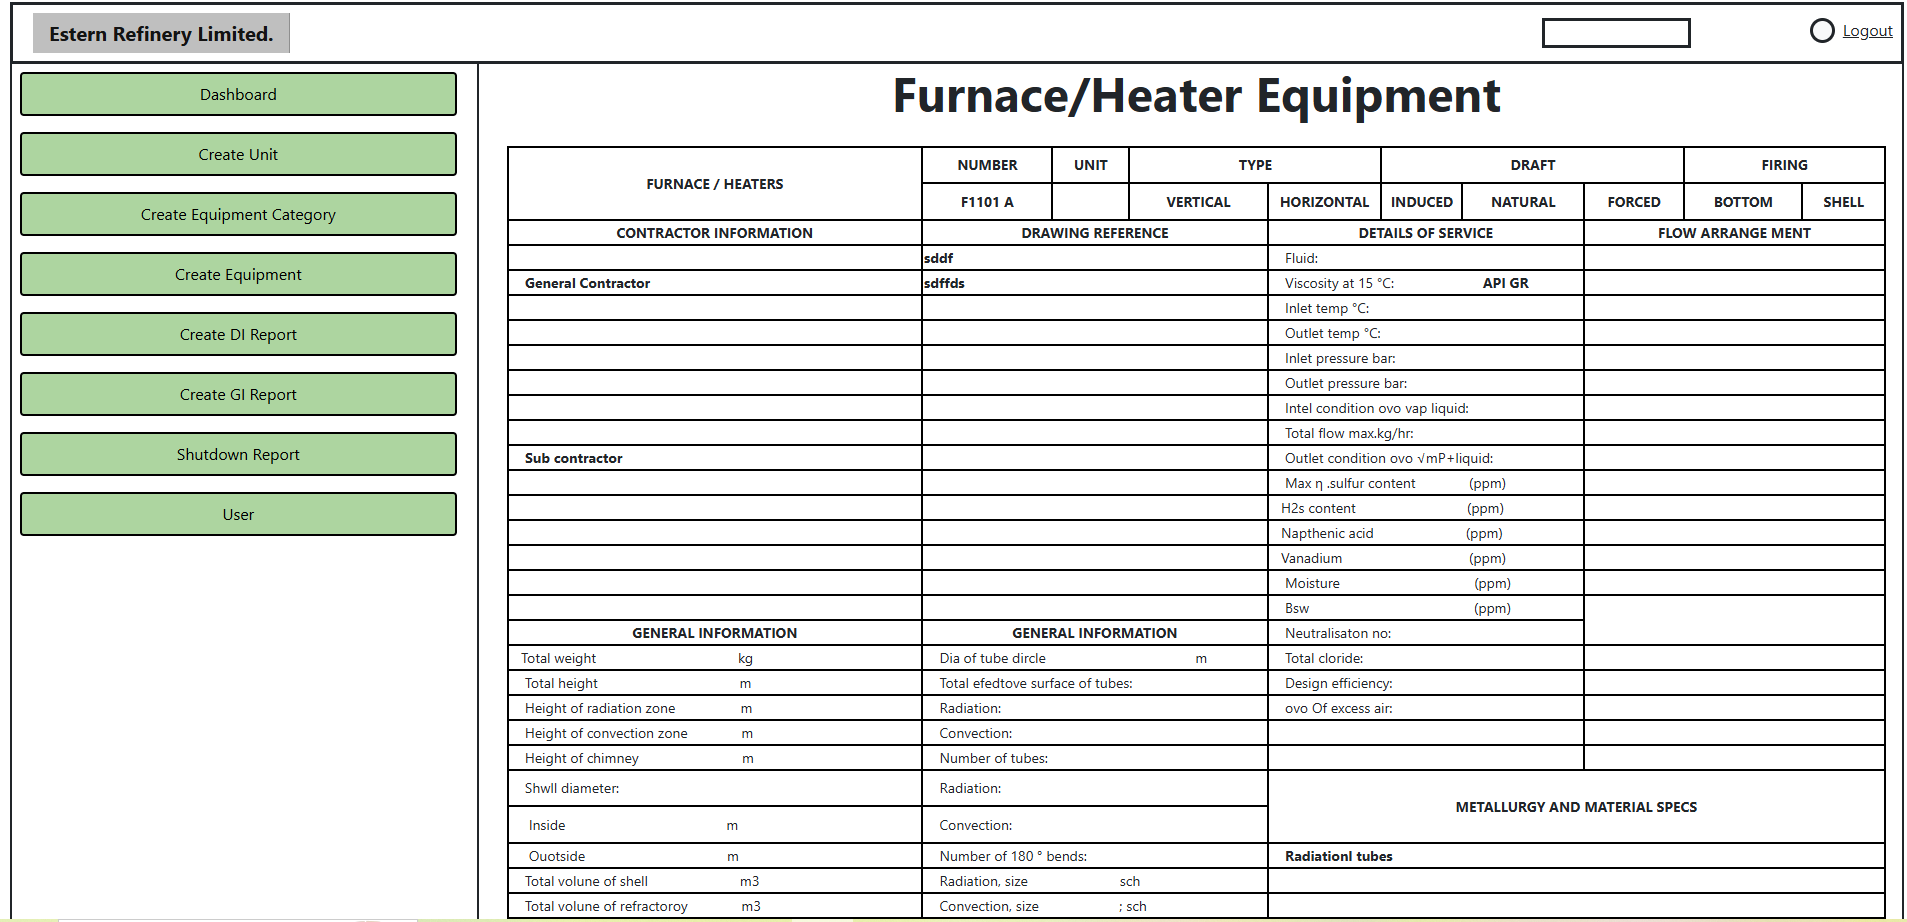 Estern Refinery Limited.
Logout
Dashboard
Create Unit
Create Equipment Category
Create Equipment
Create DI Report
Create GI Report
Shutdown Report
User
Furnace/Heater Equipment
FURNACE / HEATERS NUMBER UNIT TYPE DRAFT FIRING
F1101 A VERTICAL HORIZONTAL INDUCED NATURAL FORCED BOTTOM SHELL
CONTRACTOR INFORMATION DRAWING REFERENCE DETAILS OF SERVICE FLOW ARRANGE MENT
sddf Fluid:
General Contractor sdffds Viscosity at 15 °C: API GR
Inlet temp °C:
Outlet temp °C:
Inlet pressure bar:
Outlet pressure bar:
Intel condition ovo vap liquid:
Total flow max.kg/hr:
Sub contractor Outlet condition ovo √mP+liquid:
Max η .sulfur content (ppm)
H2s content (ppm)
Napthenic acid (ppm)
Vanadium (ppm)
Moisture (ppm)
Bsw (ppm)
GENERAL INFORMATION GENERAL INFORMATION Neutralisaton no:
Total weight kg Dia of tube dircle m Total cloride:
Total height m Total efedtove surface of tubes: Design efficiency:
Height of radiation zone m Radiation: ovo Of excess air:
Height of convection zone m Convection:
Height of chimney m Number of tubes:
Shwll diameter: Radiation:
METALLURGY AND MATERIAL SPECS
Inside m Convection:
Ouotside m Number of 180 ° bends: Radiationl tubes
Total volune of shell m3 Radiation, size sch
Total volune of refractoroy m3 Convection, size ; sch